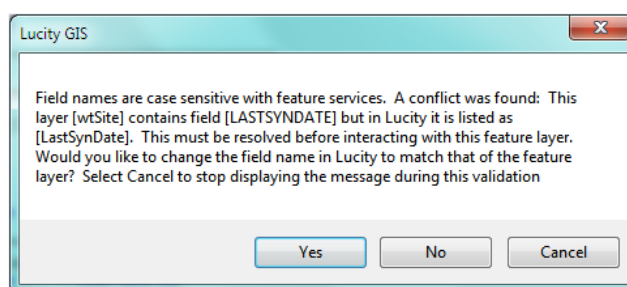 Lucity GIS
Field names are case sensitive with feature services.  A conflict was found:  This
layer [wtSite] contains field [LASTSYNDATE] but in Lucity it is listed as
[LastSynDate].  This must be resolved before interacting with this feature layer.
Would you like to change the field name in Lucity to match that of the feature
layer?  Select Cancel to stop displaying the message during this validation
Yes No Cancel